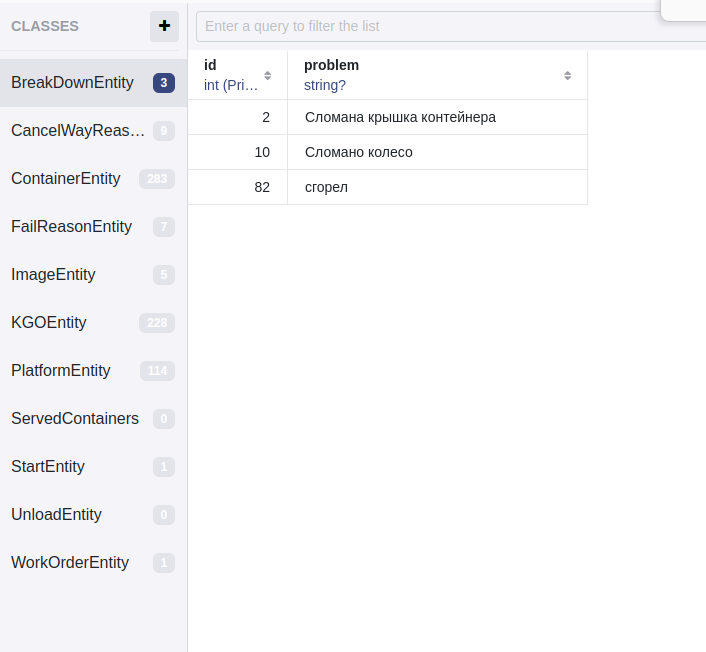 CLASSES
+
BreakDownEntity 3
CancelWayReas… 9
ContainerEntity 283
FailReasonEntity 7
ImageEntity 5
KGOEntity 228
PlatformEntity 114
ServedContainers 0
StartEntity 1
UnloadEntity 0
WorkOrderEntity 1
Enter a query to filter the list
id problem
int (Pri… string?
2 Сломана крышка контейнера
10 Сломано колесо
82 сгорел